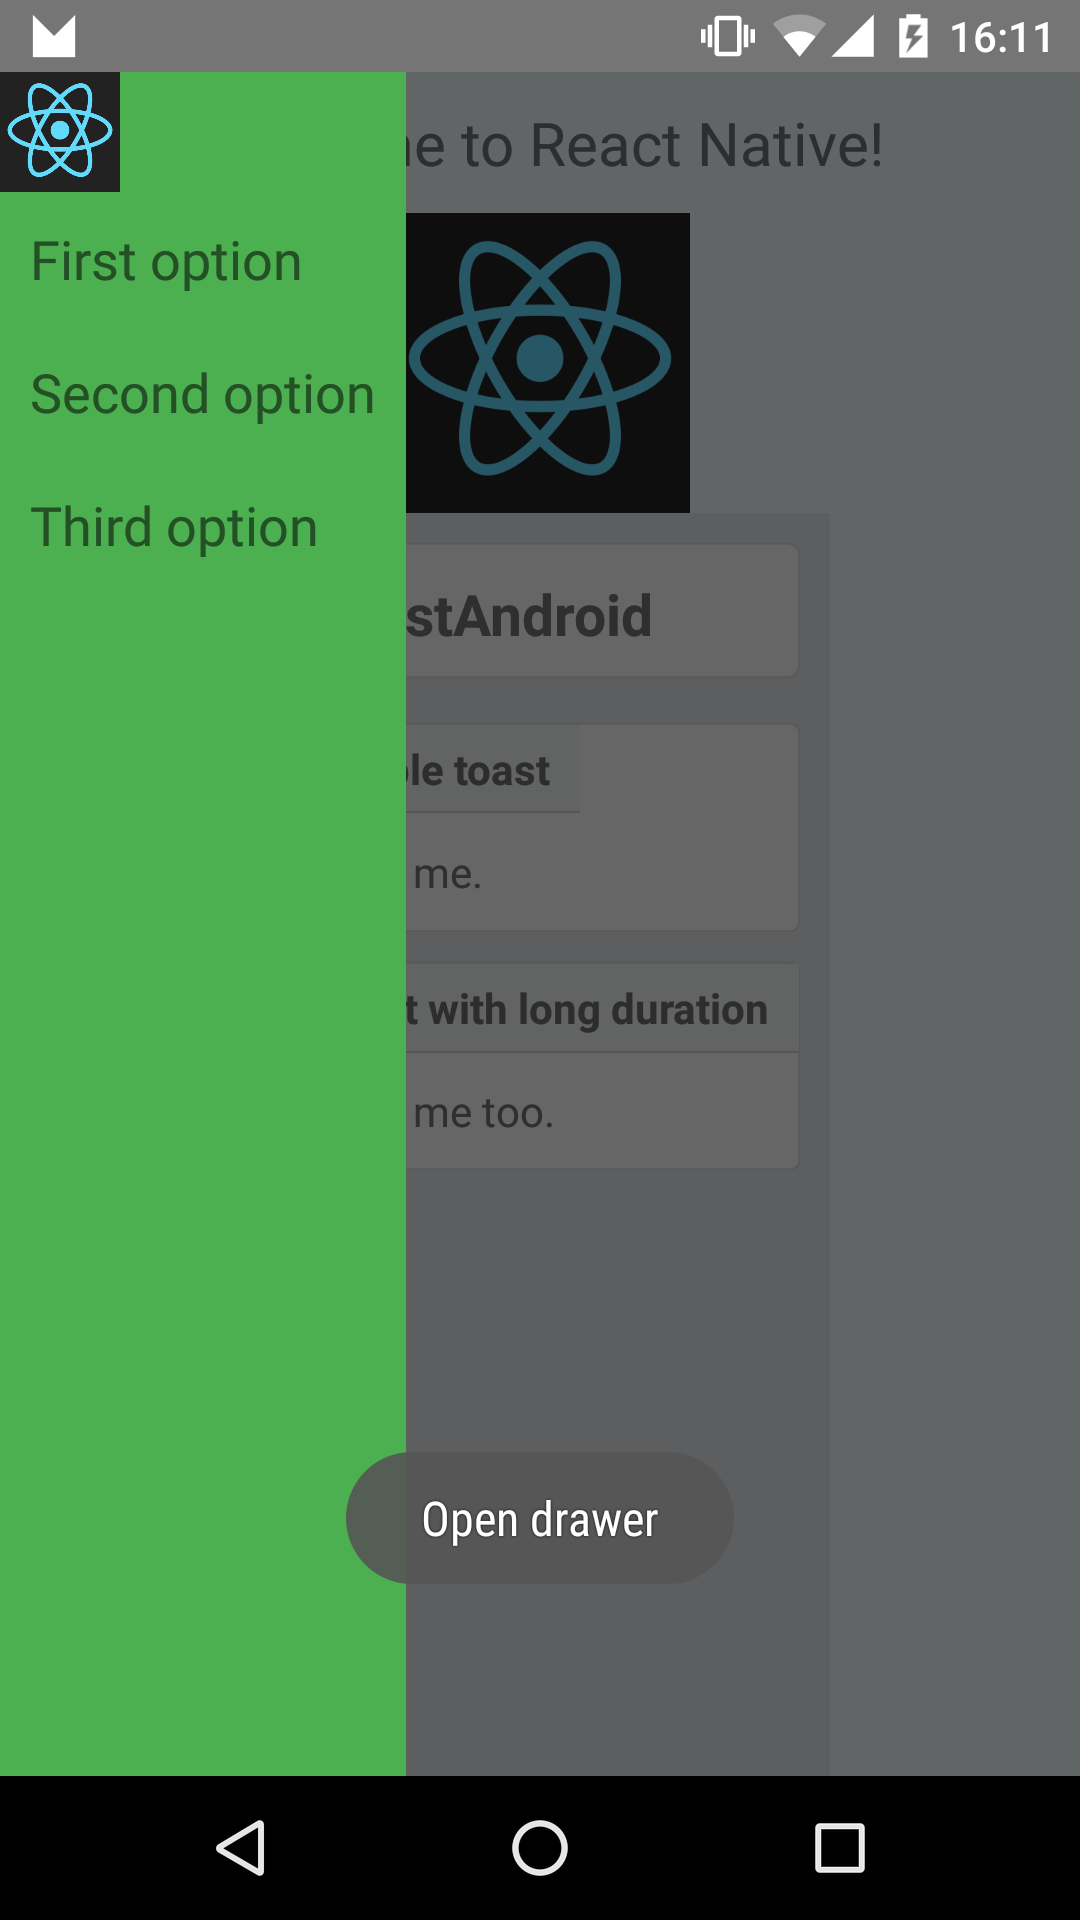 16:11
e to React Native!
First option
Second option
Third option
stAndroid
le toast
me.
t with long duration
me too.
Open drawer